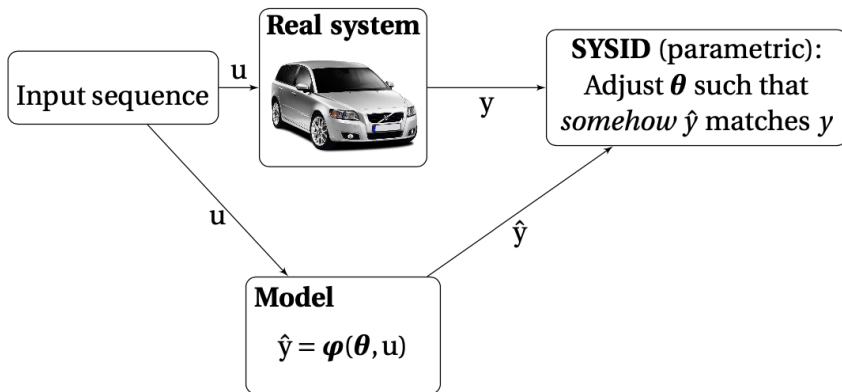 Real system
SYSID (parametric):
Adjust θ such that
somehow ŷ matches y
Input sequence
u
y
u
ŷ
Model
ŷ = φ(θ, u)